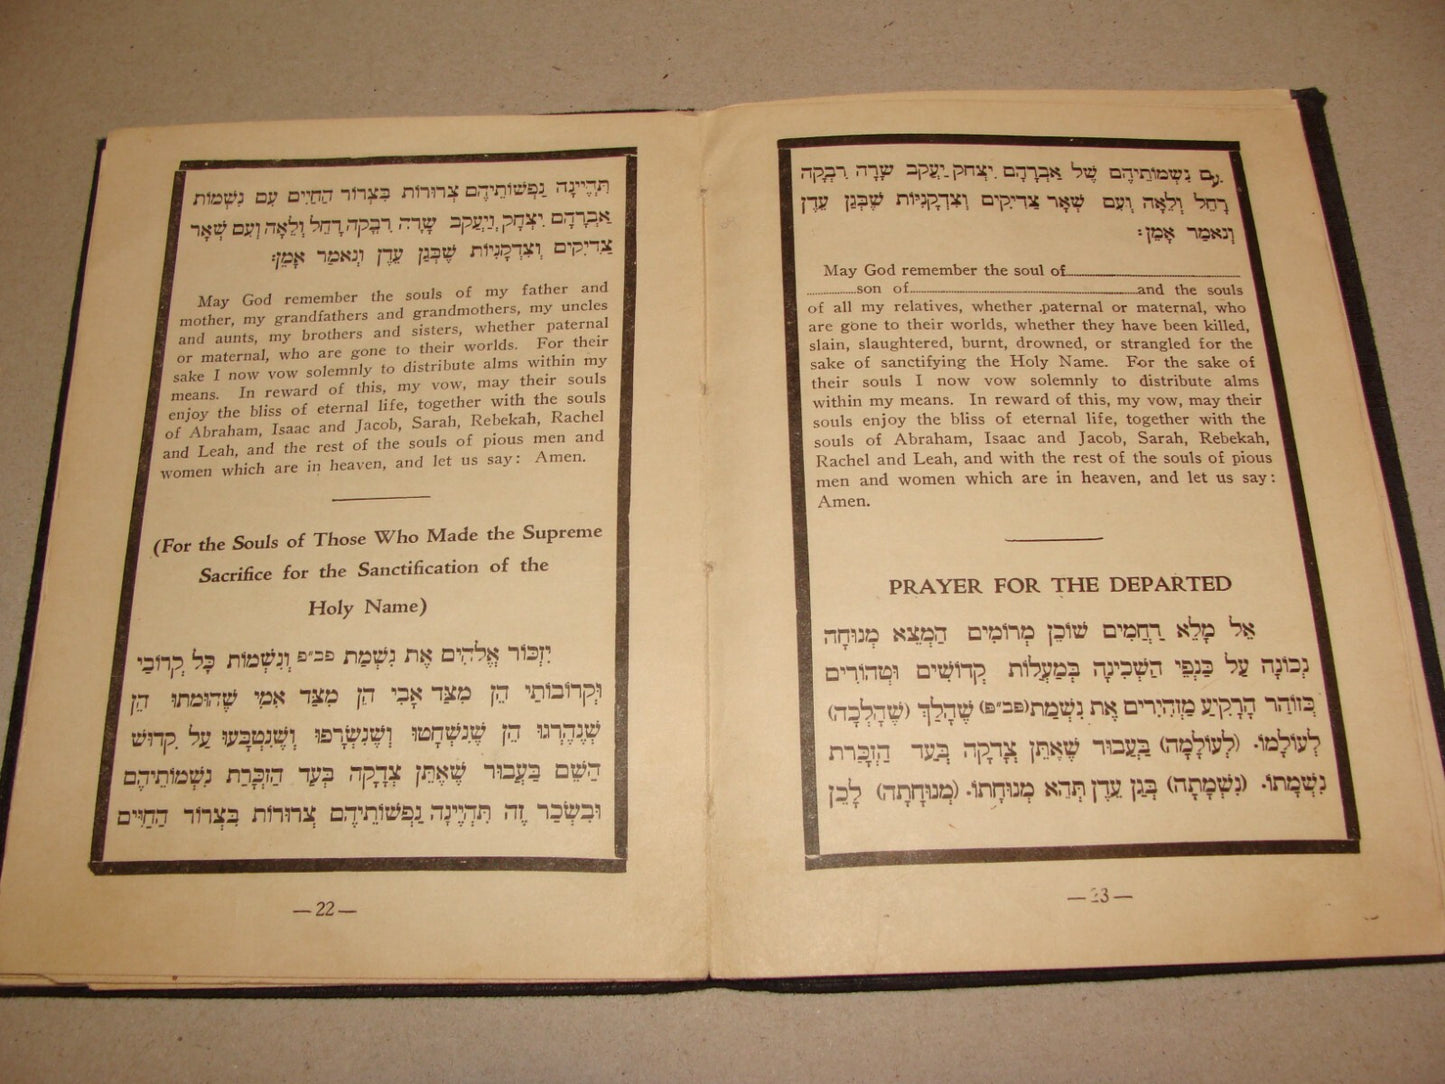 תִּהְיֶינָה נַפְשׁוֹתֵיהֶם צְרוּרוֹת בִּצְרוֹר הַחַיִּים עִם נִשְׁמוֹת
אַבְרָהָם יִצְחָק וְיַעֲקֹב שָׂרָה רִבְקָה רָחֵל וְלֵאָה וְעִם שְׁאָר
צַדִּיקִים וְצִדְקָנִיּוֹת שֶׁבְּגַן עֵדֶן וְנֹאמַר אָמֵן:
May God remember the souls of my father and
mother, my grandfathers and grandmothers, my uncles
and aunts, my brothers and sisters, whether paternal
or maternal, who are gone to their worlds. For their
sake I now vow solemnly to distribute alms within my
means. In reward of this, my vow, may their souls
enjoy the bliss of eternal life, together with the souls
of Abraham, Isaac and Jacob, Sarah, Rebekah, Rachel
and Leah, and the rest of the souls of pious men and
women which are in heaven, and let us say: Amen.
(For the Souls of Those Who Made the Supreme
Sacrifice for the Sanctification of the
Holy Name)
יִזְכּוֹר אֱלֹהִים אֶת נִשְׁמַת פב״פ וְנִשְׁמוֹת כָּל קְרוֹבַי
וּקְרוֹבוֹתַי הֵן מִצַּד אָבִי הֵן מִצַּד אִמִּי שֶׁהוּמתוּ הֵן
שֶׁנֶּהֶרְגוּ הֵן שֶׁנִּשְׁחָטוּ וְשֶׁנִּשְׂרָפוּ וְשֶׁנִּטְבָּעוּ עַל קִדּוּשׁ
הַשֵּׁם בַּעֲבוּר שֶׁאֶתֵּן צְדָקָה בְּעַד הַזְכָּרַת נִשְׁמוֹתֵיהֶם
וּבִשְׂכַר זֶה תִּהְיֶינָה נַפְשׁוֹתֵיהֶם צְרוּרוֹת בִּצְרוֹר הַחַיִּים
—22—
עִם נִשְׁמוֹתֵיהֶם שֶׁל אַבְרָהָם יִצְחָק יַעֲקֹב שָׂרָה רִבְקָה
רָחֵל וְלֵאָה וְעִם שְׁאָר צַדִּיקִים וְצִדְקָנִיּוֹת שֶׁבְּגַן עֵדֶן
וְנֹאמַר אָמֵן:
May God remember the soul of
son of and the souls
of all my relatives, whether paternal or maternal, who
are gone to their worlds, whether they have been killed,
slain, slaughtered, burnt, drowned, or strangled for the
sake of sanctifying the Holy Name. For the sake of
their souls I now vow solemnly to distribute alms
within my means. In reward of this, my vow, may their
souls enjoy the bliss of eternal life, together with the
souls of Abraham, Isaac and Jacob, Sarah, Rebekah,
Rachel and Leah, and with the rest of the souls of pious
men and women which are in heaven, and let us say:
Amen.
PRAYER FOR THE DEPARTED
אֵל מָלֵא רַחֲמִים שׁוֹכֵן מְרוֹמִים הַמְצֵא מְנוּחָה
נְכוֹנָה עַל כַּנְפֵי הַשְּׁכִינָה בְּמַעֲלוֹת קְדוֹשִׁים וּטְהוֹרִים
כְּזוֹהַר הָרָקִיעַ מַזְהִירִים אֶת נִשְׁמַת (פב״פ) שֶׁהָלַךְ (שֶׁהָלְכָה)
לְעוֹלָמוֹ. (לְעוֹלָמָהּ) בַּעֲבוּר שֶׁאֶתֵּן צְדָקָה בְּעַד הַזְכָּרַת
נִשְׁמָתוֹ. (נִשְׁמָתָהּ) בְּגַן עֵדֶן תְּהֵא מְנוּחָתוֹ. (מְנוּחָתָהּ) לָכֵן
—23—